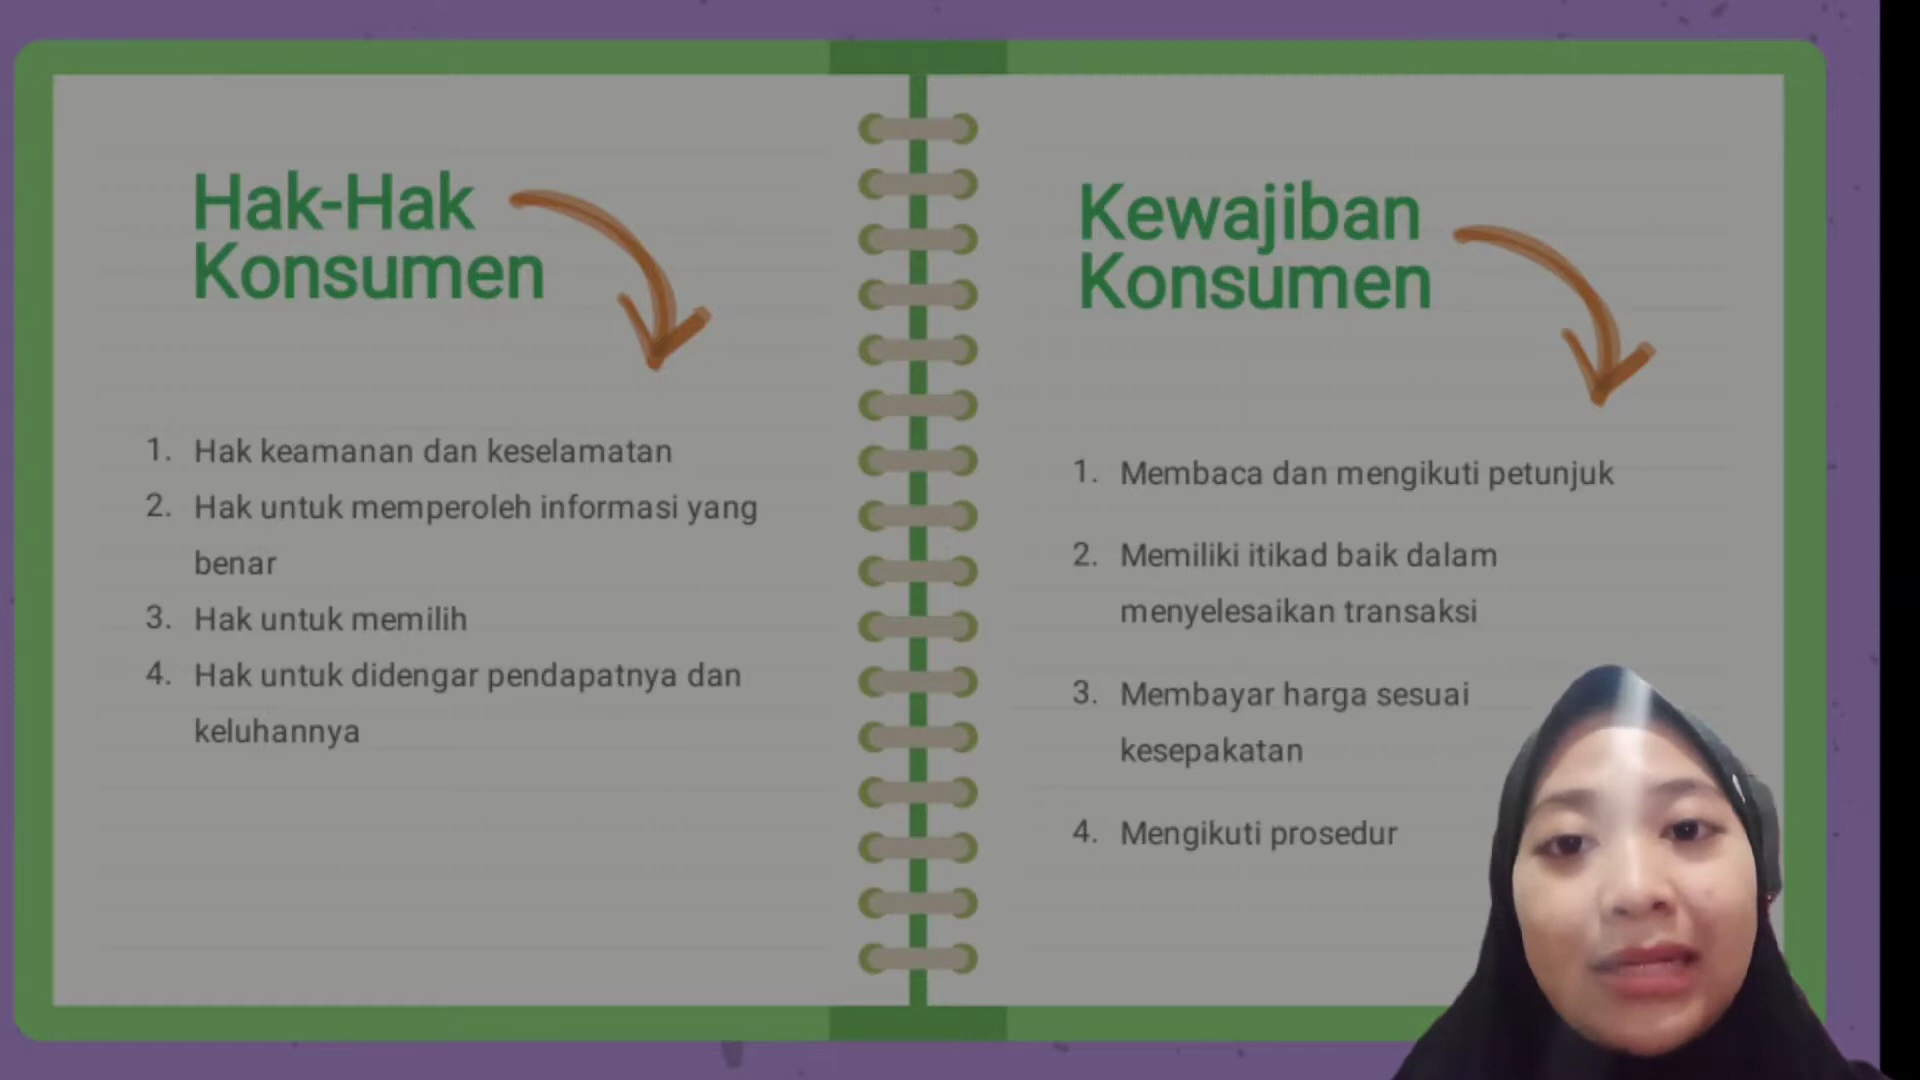 Hak-Hak
Konsumen
1. Hak keamanan dan keselamatan
2. Hak untuk memperoleh informasi yang
benar
3. Hak untuk memilih
4. Hak untuk didengar pendapatnya dan
keluhannya
Kewajiban
Konsumen
1. Membaca dan mengikuti petunjuk
2. Memiliki itikad baik dalam
menyelesaikan transaksi
3. Membayar harga sesuai
kesepakatan
4. Mengikuti prosedur